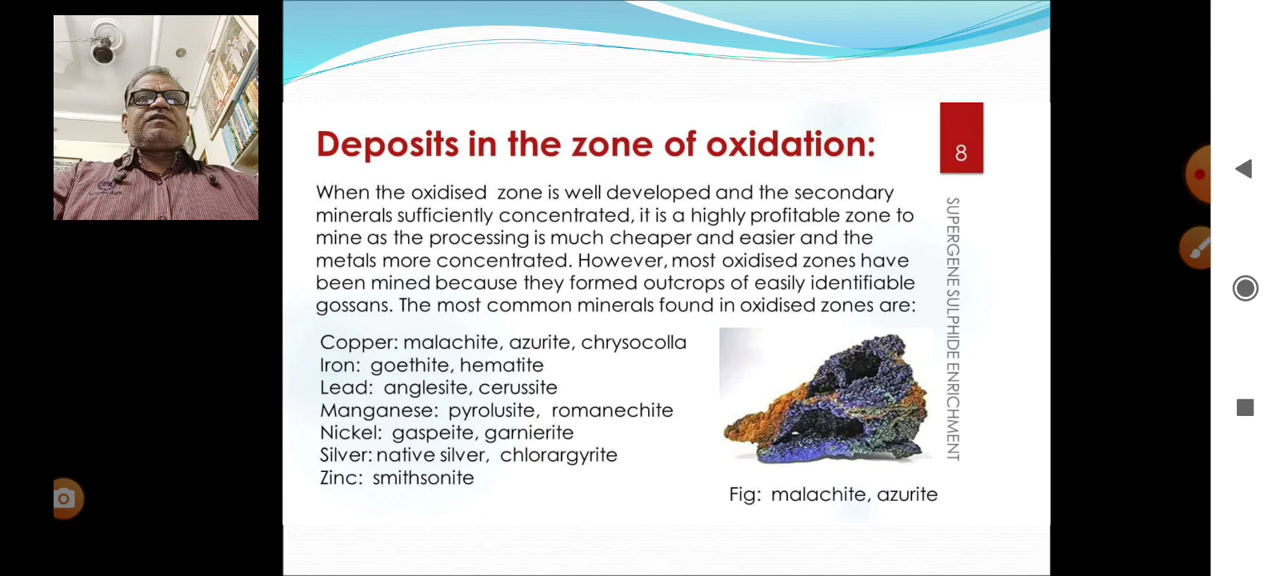 Deposits in the zone of oxidation:
8
When the oxidised zone is well developed and the secondary
minerals sufficiently concentrated, it is a highly profitable zone to
mine as the processing is much cheaper and easier and the
metals more concentrated. However, most oxidised zones have
been mined because they formed outcrops of easily identifiable
gossans. The most common minerals found in oxidised zones are:
Copper: malachite, azurite, chrysocolla
Iron: goethite, hematite
Lead: anglesite, cerussite
Manganese: pyrolusite, romanechite
Nickel: gaspeite, garnierite
Silver: native silver, chlorargyrite
Zinc: smithsonite
Fig: malachite, azurite
SUPERGENE SULPHIDE ENRICHMENT